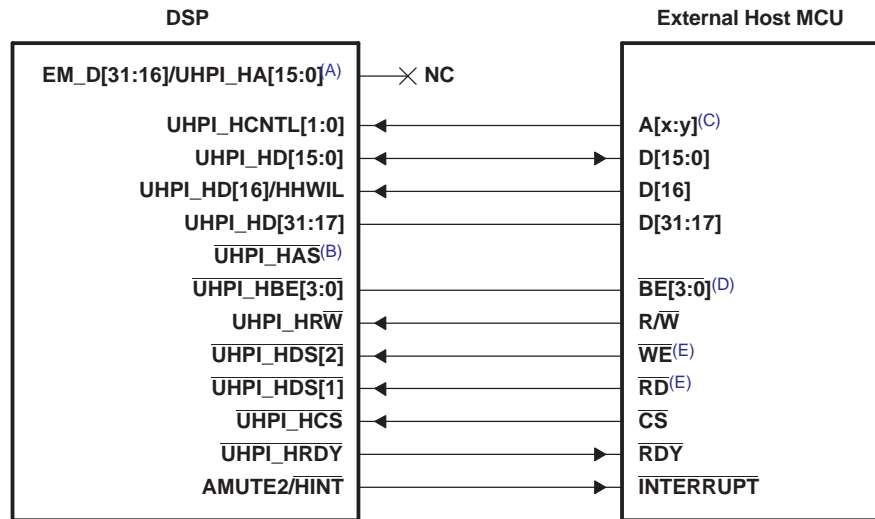 DSP External Host MCU
EM_D[31:16]/UHPI_HA[15:0](A) NC
UHPI_HCNTL[1:0] A[x:y](C)
UHPI_HD[15:0] D[15:0]
UHPI_HD[16]/HHWIL D[16]
UHPI_HD[31:17] D[31:17]
UHPI_HAS(B)
UHPI_HBE[3:0] BE[3:0](D)
UHPI_HRW R/W
UHPI_HDS[2] WE(E)
UHPI_HDS[1] RD(E)
UHPI_HCS CS
UHPI_HRDY RDY
AMUTE2/HINT INTERRUPT